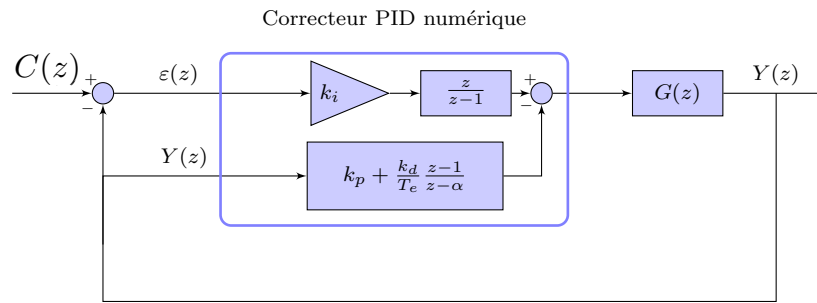 Correcteur PID numérique
C(z)
+
−
ε(z)
k_i
z/(z−1)
+
−
G(z)
Y(z)
Y(z)
k_p + k_d/T_e (z−1)/(z−α)